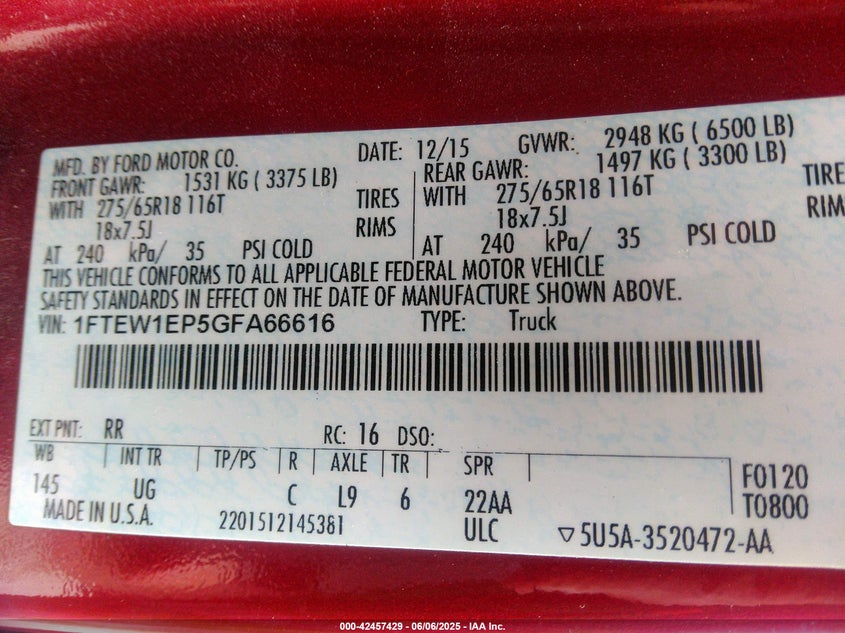 MFD. BY FORD MOTOR CO. DATE: 12/15 GVWR: 2948 KG ( 6500 LB)
FRONT GAWR: 1531 KG ( 3375 LB) REAR GAWR: 1497 KG ( 3300 LB)
WITH 275/65R18 116T TIRES WITH 275/65R18 116T TIRE
18x7.5J RIMS 18x7.5J RIM
AT 240 kPa/ 35 PSI COLD AT 240 kPa/ 35 PSI COLD
THIS VEHICLE CONFORMS TO ALL APPLICABLE FEDERAL MOTOR VEHICLE
SAFETY STANDARDS IN EFFECT ON THE DATE OF MANUFACTURE SHOWN ABOVE.
VIN: 1FTEW1EP5GFA66616 TYPE: Truck
EXT PNT: RR RC: 16 DSO:
WB INT TR TP/PS R AXLE TR SPR F0120
145 UG C L9 6 22AA T0800
MADE IN U.S.A. 2201512145381 ULC ▽5U5A-3520472-AA
000-42457429 - 06/06/2025 - IAA Inc.